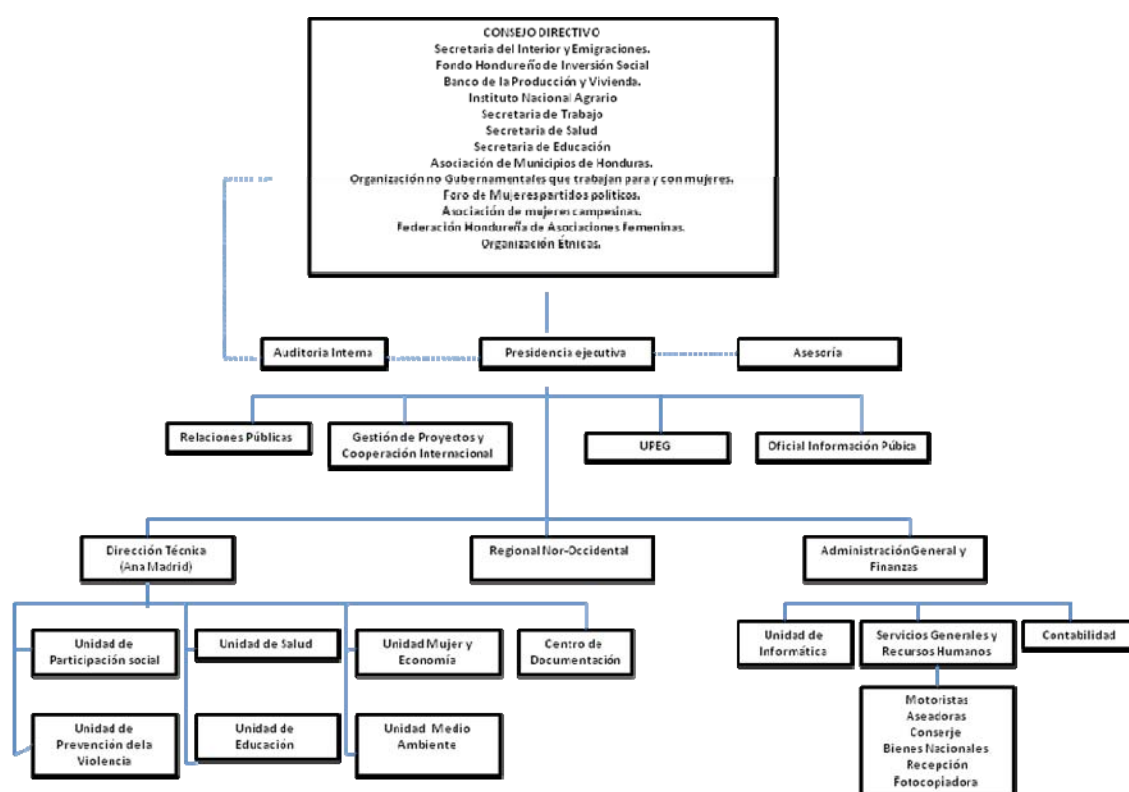 CONSEJO DIRECTIVO
Secretaria del Interior y Emigraciones.
Fondo Hondureño de Inversión Social
Banco de la Producción y Vivienda.
Instituto Nacional Agrario
Secretaria de Trabajo
Secretaria de Salud
Secretaria de Educación
Asociación de Municipios de Honduras.
Organización no Gubernamentales que trabajan para y con mujeres.
Foro de Mujeres partidos políticos.
Asociación de mujeres campesinas.
Federación Hondureña de Asociaciones Femeninas.
Organización Étnicas.
Auditoria Interna
Presidencia ejecutiva
Asesoría
Relaciones Públicas
Gestión de Proyectos y
Cooperación Internacional
UPEG
Oficial Información Púbica
Dirección Técnica
(Ana Madrid)
Regional Nor-Occidental
Administración General y
Finanzas
Unidad de
Participación social
Unidad de Salud
Unidad Mujer y
Economía
Centro de
Documentación
Unidad de
Informática
Servicios Generales y
Recursos Humanos
Contabilidad
Unidad de
Prevención dela
Violencia
Unidad de
Educación
Unidad Medio
Ambiente
Motoristas
Aseadoras
Conserje
Bienes Nacionales
Recepción
Fotocopiadora